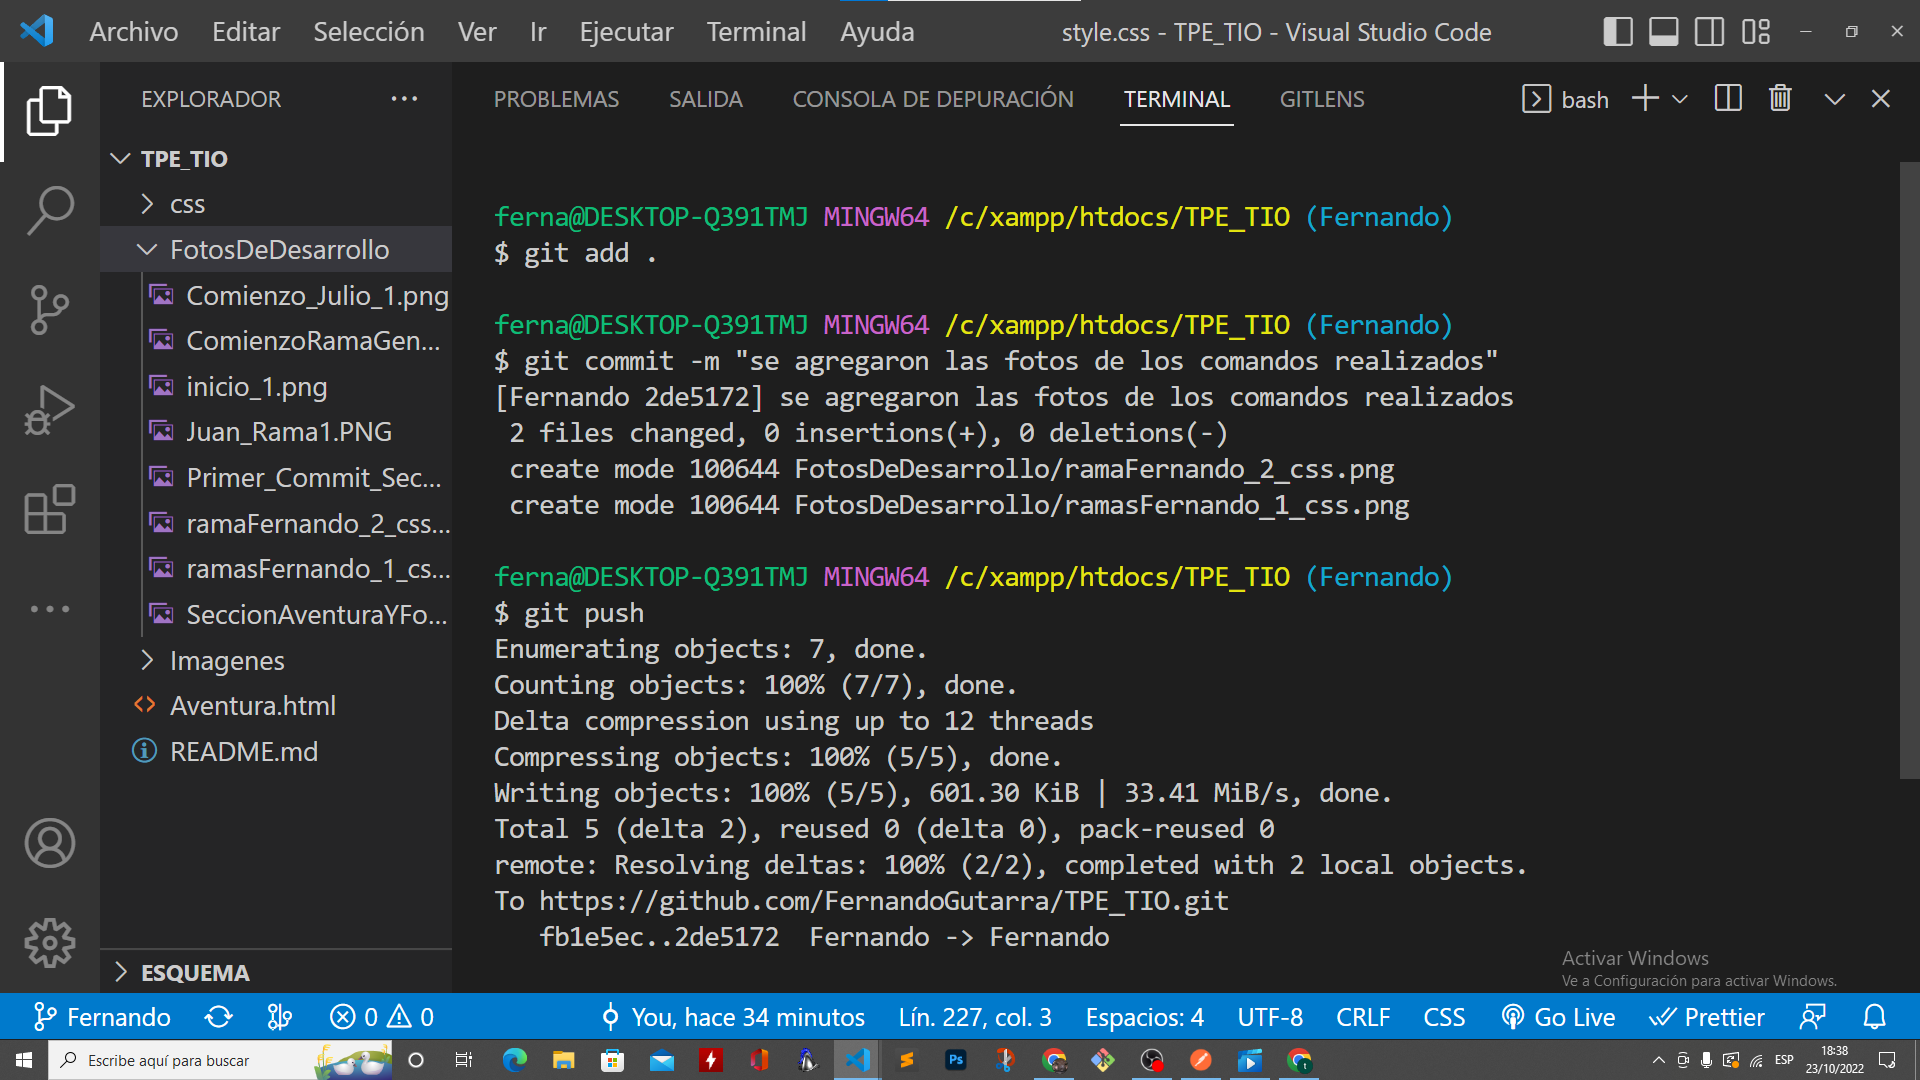 Archivo Editar Selección Ver Ir Ejecutar Terminal Ayuda style.css - TPE_TIO - Visual Studio Code
EXPLORADOR
TPE_TIO
css
FotosDeDesarrollo
Comienzo_Julio_1.png
ComienzoRamaGen...
inicio_1.png
Juan_Rama1.PNG
Primer_Commit_Sec...
ramaFernando_2_css...
ramasFernando_1_cs...
SeccionAventuraYFo...
Imagenes
Aventura.html
README.md
ESQUEMA
PROBLEMAS SALIDA CONSOLA DE DEPURACIÓN TERMINAL GITLENS bash
ferna@DESKTOP-Q391TMJ MINGW64 /c/xampp/htdocs/TPE_TIO (Fernando)
$ git add .
ferna@DESKTOP-Q391TMJ MINGW64 /c/xampp/htdocs/TPE_TIO (Fernando)
$ git commit -m "se agregaron las fotos de los comandos realizados"
[Fernando 2de5172] se agregaron las fotos de los comandos realizados
2 files changed, 0 insertions(+), 0 deletions(-)
create mode 100644 FotosDeDesarrollo/ramaFernando_2_css.png
create mode 100644 FotosDeDesarrollo/ramasFernando_1_css.png
ferna@DESKTOP-Q391TMJ MINGW64 /c/xampp/htdocs/TPE_TIO (Fernando)
$ git push
Enumerating objects: 7, done.
Counting objects: 100% (7/7), done.
Delta compression using up to 12 threads
Compressing objects: 100% (5/5), done.
Writing objects: 100% (5/5), 601.30 KiB | 33.41 MiB/s, done.
Total 5 (delta 2), reused 0 (delta 0), pack-reused 0
remote: Resolving deltas: 100% (2/2), completed with 2 local objects.
To https://github.com/FernandoGutarra/TPE_TIO.git
fb1e5ec..2de5172  Fernando -> Fernando
Activar Windows
Ve a Configuración para activar Windows.
Fernando 0 0 You, hace 34 minutos Lín. 227, col. 3 Espacios: 4 UTF-8 CRLF CSS Go Live Prettier
Escribe aquí para buscar
Ps
t
ESP
18:38
23/10/2022